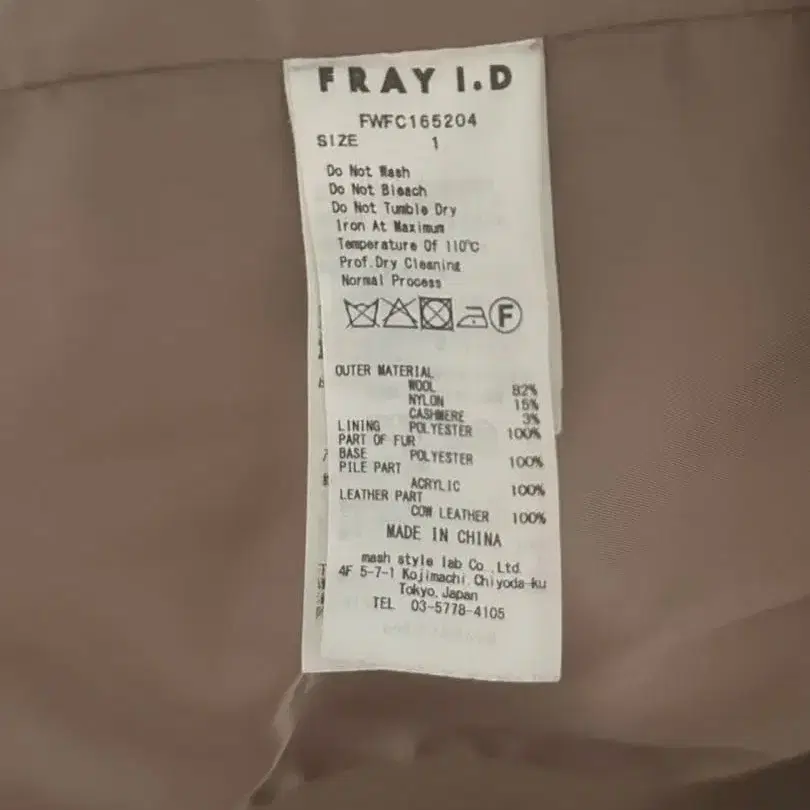 FRAY I.D
FWFC165204
SIZE 1
Do Not Wash
Do Not Bleach
Do Not Tumble Dry
Iron At Maximum
Temperature Of 110℃
Prof.Dry Cleaning
Normal Process
F
OUTER MATERIAL
WOOL 82%
NYLON 15%
CASHMERE 3%
LINING POLYESTER 100%
PART OF FUR
BASE POLYESTER 100%
PILE PART
ACRYLIC 100%
LEATHER PART
COW LEATHER 100%
MADE IN CHINA
mash style lab Co.,Ltd.
4F 5-7-1 Kojimachi,Chiyoda-ku
Tokyo,Japan
TEL 03-5778-4105